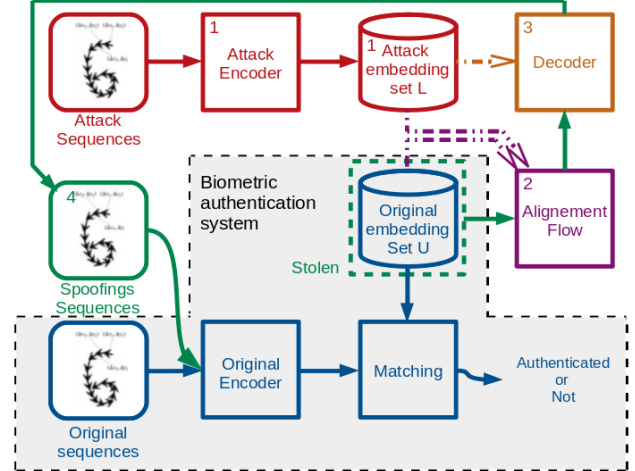 1
Attack
Encoder
1
Attack
embedding
set L
3
Decoder
Attack
Sequences
Biometric
authentication
system
4
Original
embedding
Set U
2
Alignement
Flow
Stolen
Spoofings
Sequences
Original
Encoder
Matching
Authenticated
or
Not
Original
sequences